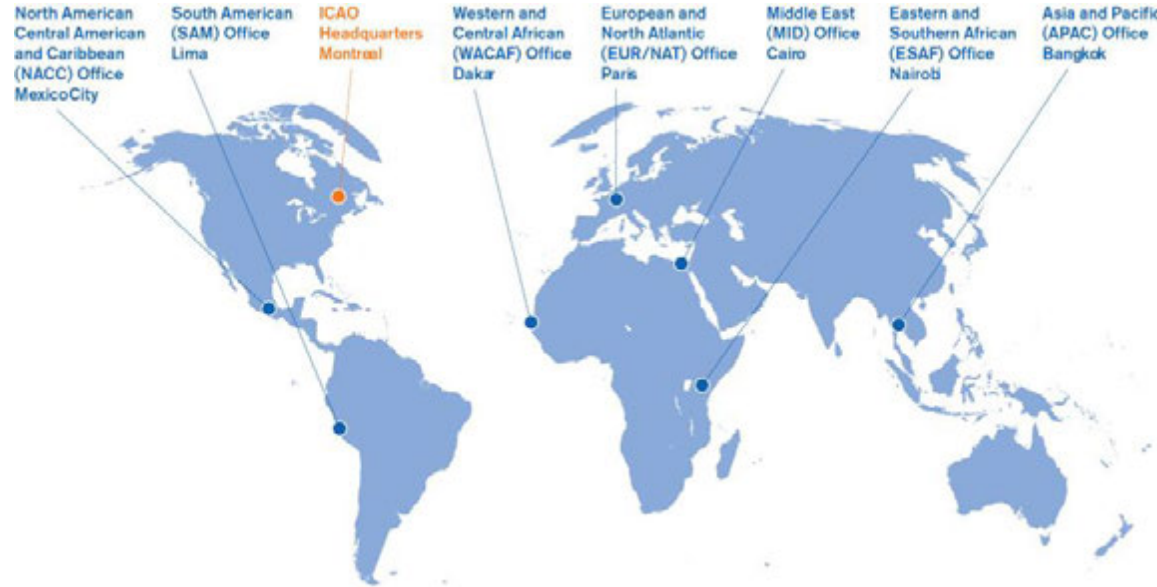 North American
Central American
and Caribbean
(NACC) Office
MexicoCity
South American
(SAM) Office
Lima
ICAO
Headquarters
Montreal
Western and
Central African
(WACAF) Office
Dakar
European and
North Atlantic
(EUR/NAT) Office
Paris
Middle East
(MID) Office
Cairo
Eastern and
Southern African
(ESAF) Office
Nairobi
Asia and Pacific
(APAC) Office
Bangkok